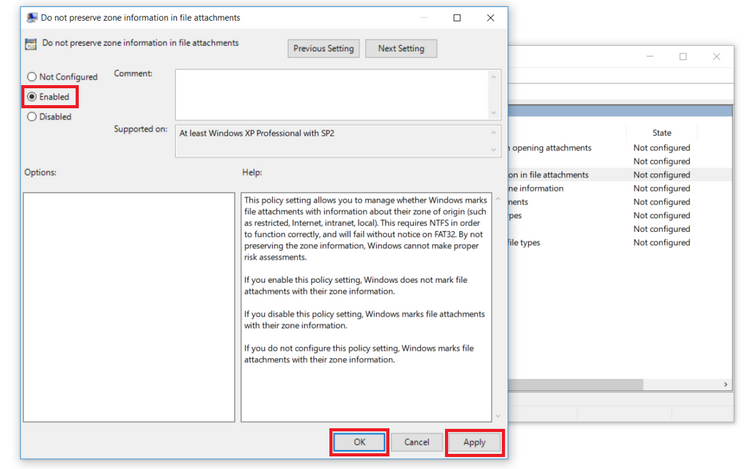 Do not preserve zone information in file attachments
Do not preserve zone information in file attachments
Previous Setting
Next Setting
Not Configured
Comment:
Enabled
Disabled
Supported on:
At least Windows XP Professional with SP2
Options:
Help:
This policy setting allows you to manage whether Windows marks
file attachments with information about their zone of origin (such
as restricted, Internet, intranet, local). This requires NTFS in order
to function correctly, and will fail without notice on FAT32. By not
preserving the zone information, Windows cannot make proper
risk assessments.
If you enable this policy setting, Windows does not mark file
attachments with their zone information.
If you disable this policy setting, Windows marks file attachments
with their zone information.
If you do not configure this policy setting, Windows marks file
attachments with their zone information.
OK
Cancel
Apply
State
opening attachments Not configured
Not configured
on in file attachments Not configured
ne information Not configured
ments Not configured
ypes Not configured
Not configured
file types Not configured